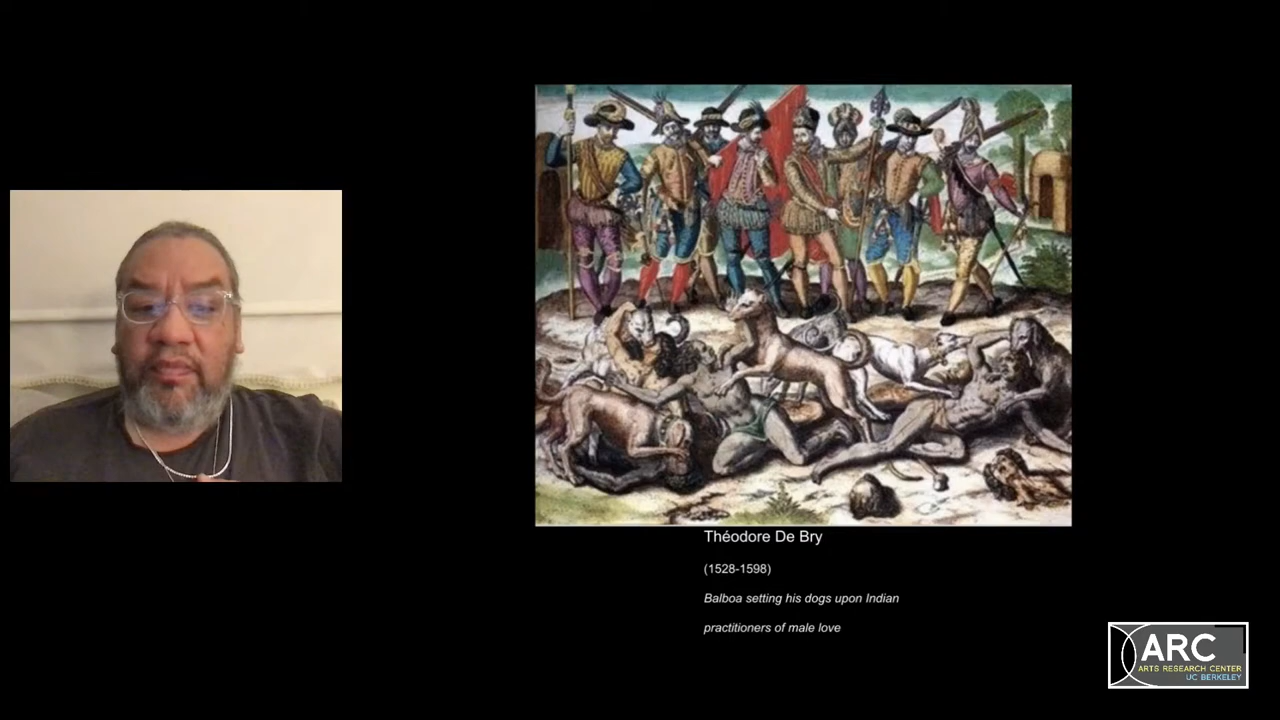 Théodore De Bry
(1528-1598)
Balboa setting his dogs upon Indian
practitioners of male love
ARC
ARTS RESEARCH CENTER
UC BERKELEY